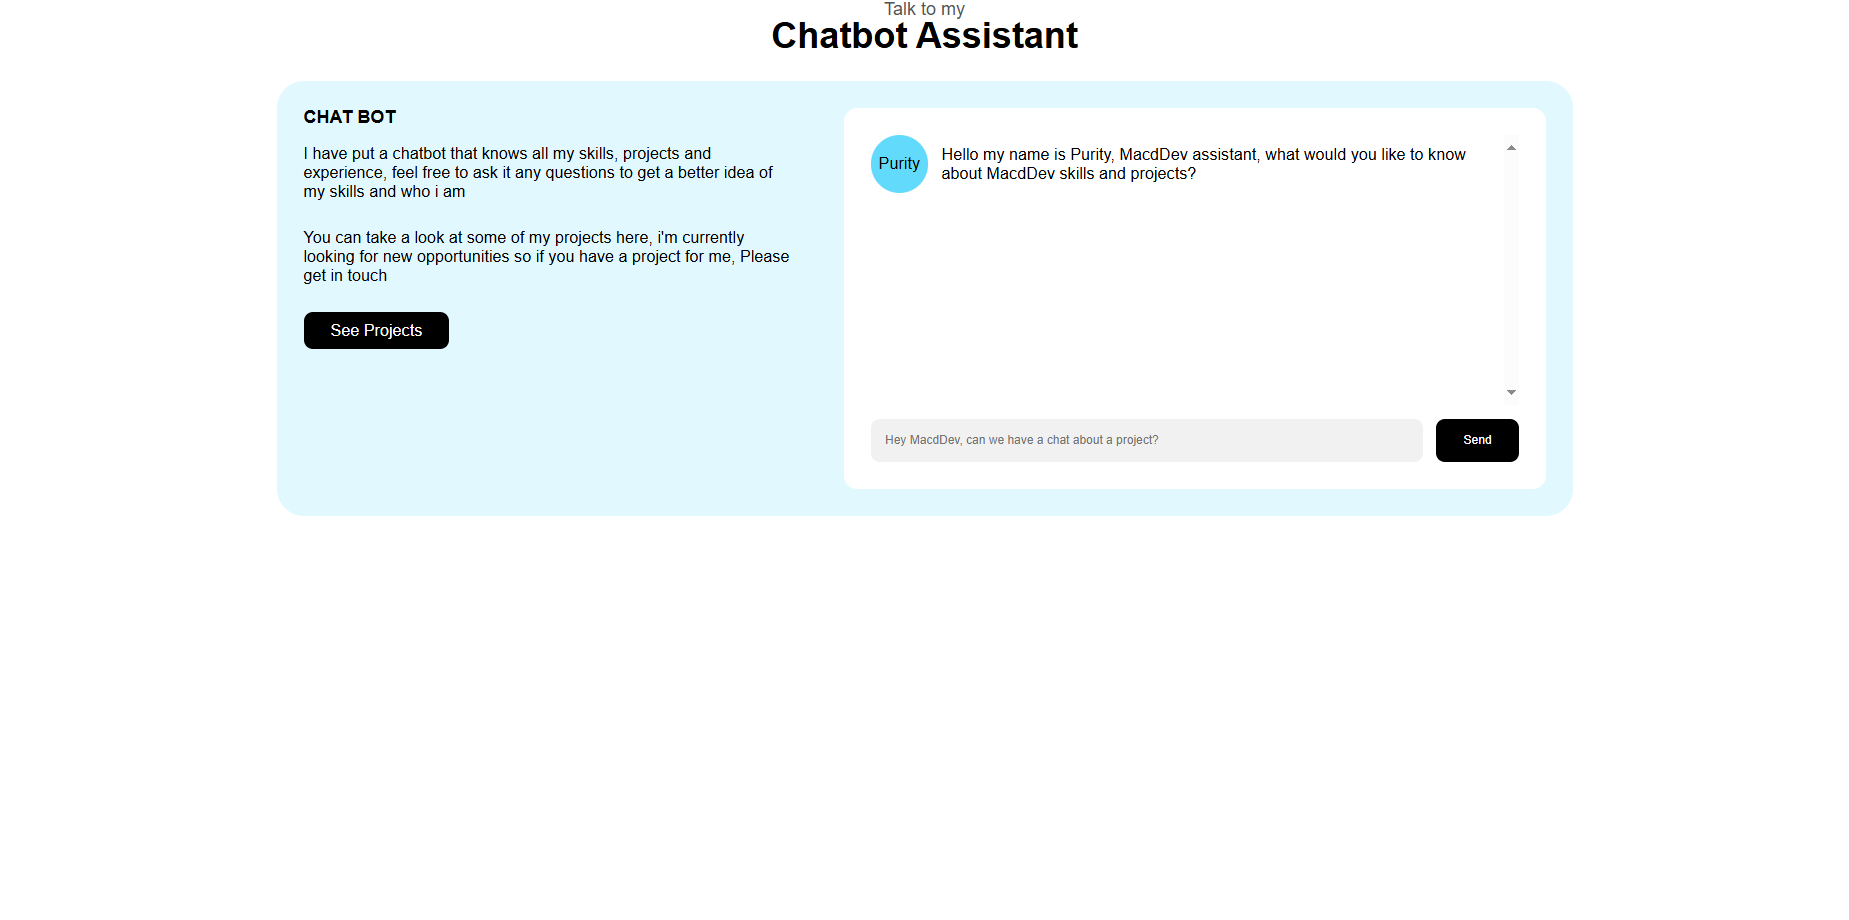 Talk to my
Chatbot Assistant
CHAT BOT
I have put a chatbot that knows all my skills, projects and
experience, feel free to ask it any questions to get a better idea of
my skills and who i am
You can take a look at some of my projects here, i'm currently
looking for new opportunities so if you have a project for me, Please
get in touch
See Projects
Purity
Hello my name is Purity, MacdDev assistant, what would you like to know
about MacdDev skills and projects?
Hey MacdDev, can we have a chat about a project?
Send